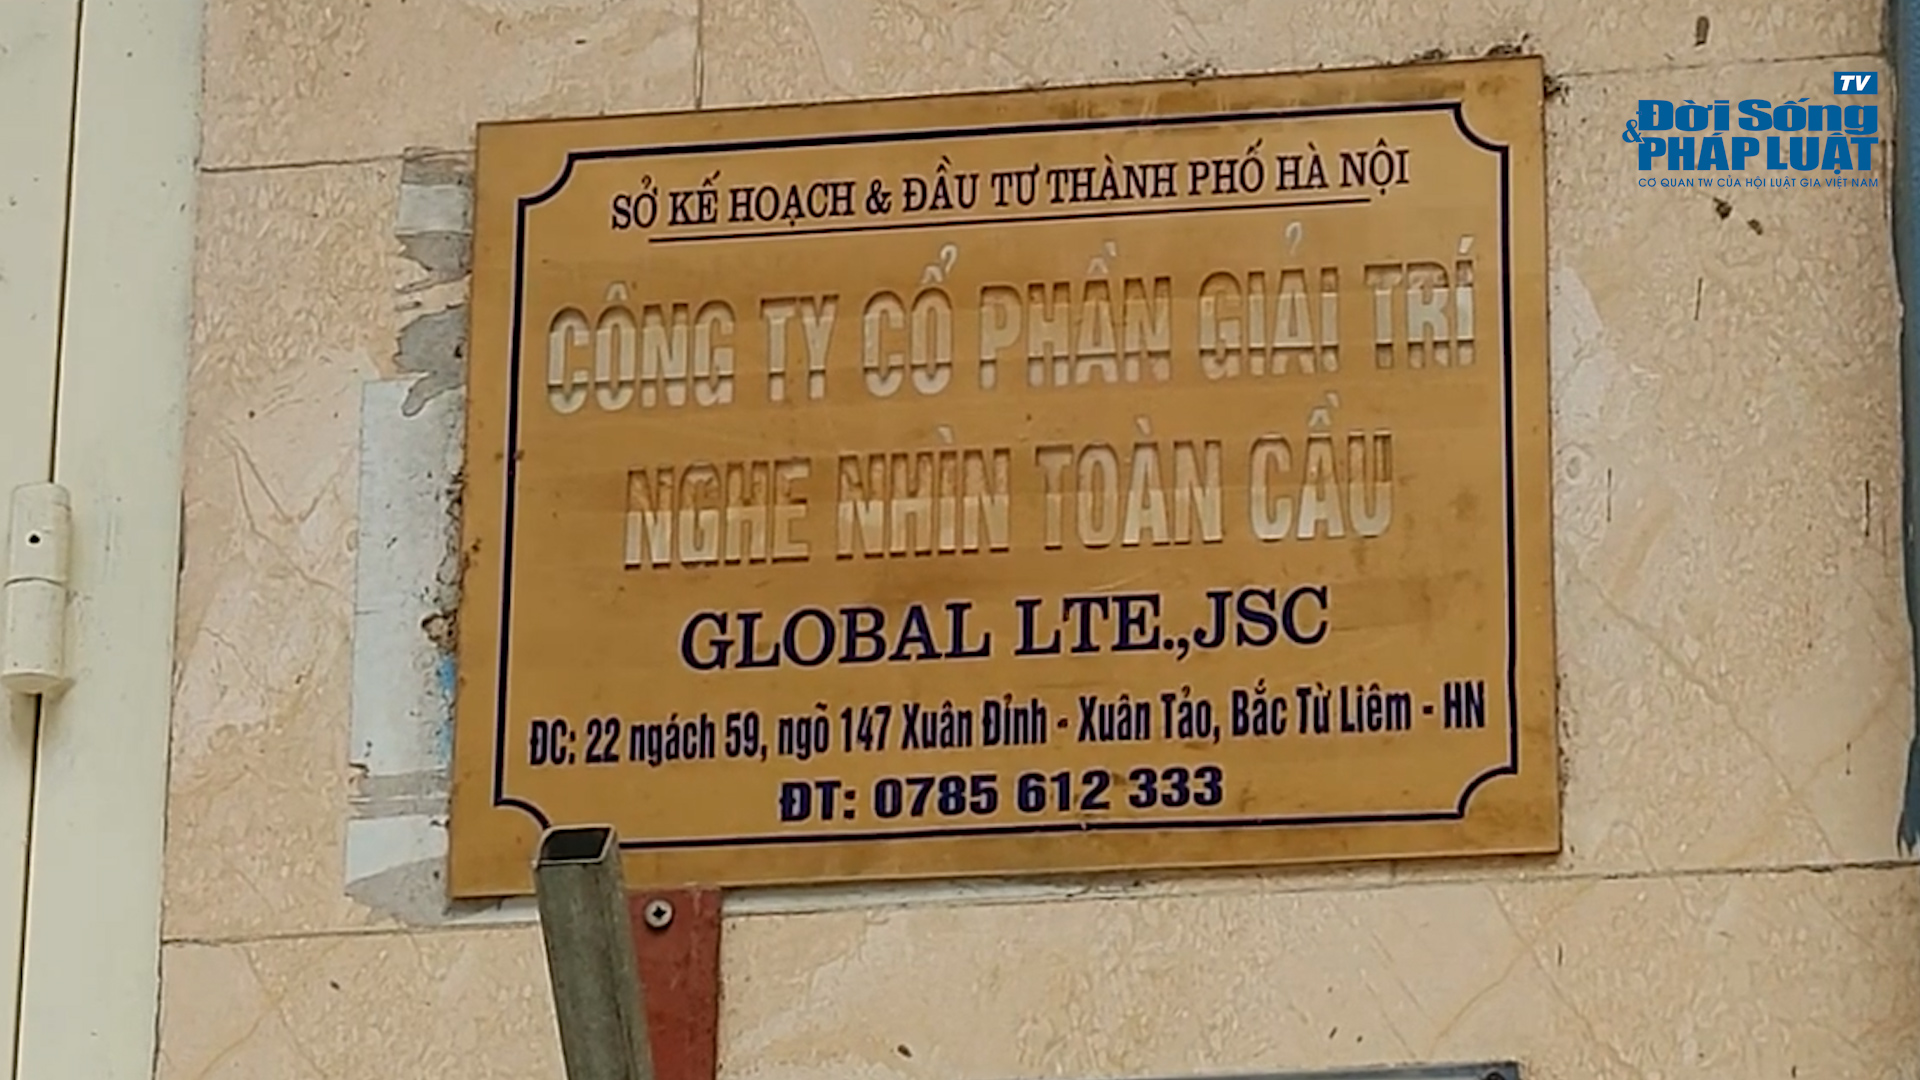 TV
Đời Sống
& PHÁP LUẬT
CƠ QUAN TW CỦA HỘI LUẬT GIA VIỆT NAM
SỞ KẾ HOẠCH & ĐẦU TƯ THÀNH PHỐ HÀ NỘI
CÔNG TY CỔ PHẦN GIẢI TRÍ
NGHE NHÌN TOÀN CẦU
GLOBAL LTE.,JSC
ĐC: 22 ngách 59, ngõ 147 Xuân Đỉnh - Xuân Tảo, Bắc Từ Liêm - HN
ĐT: 0785 612 333